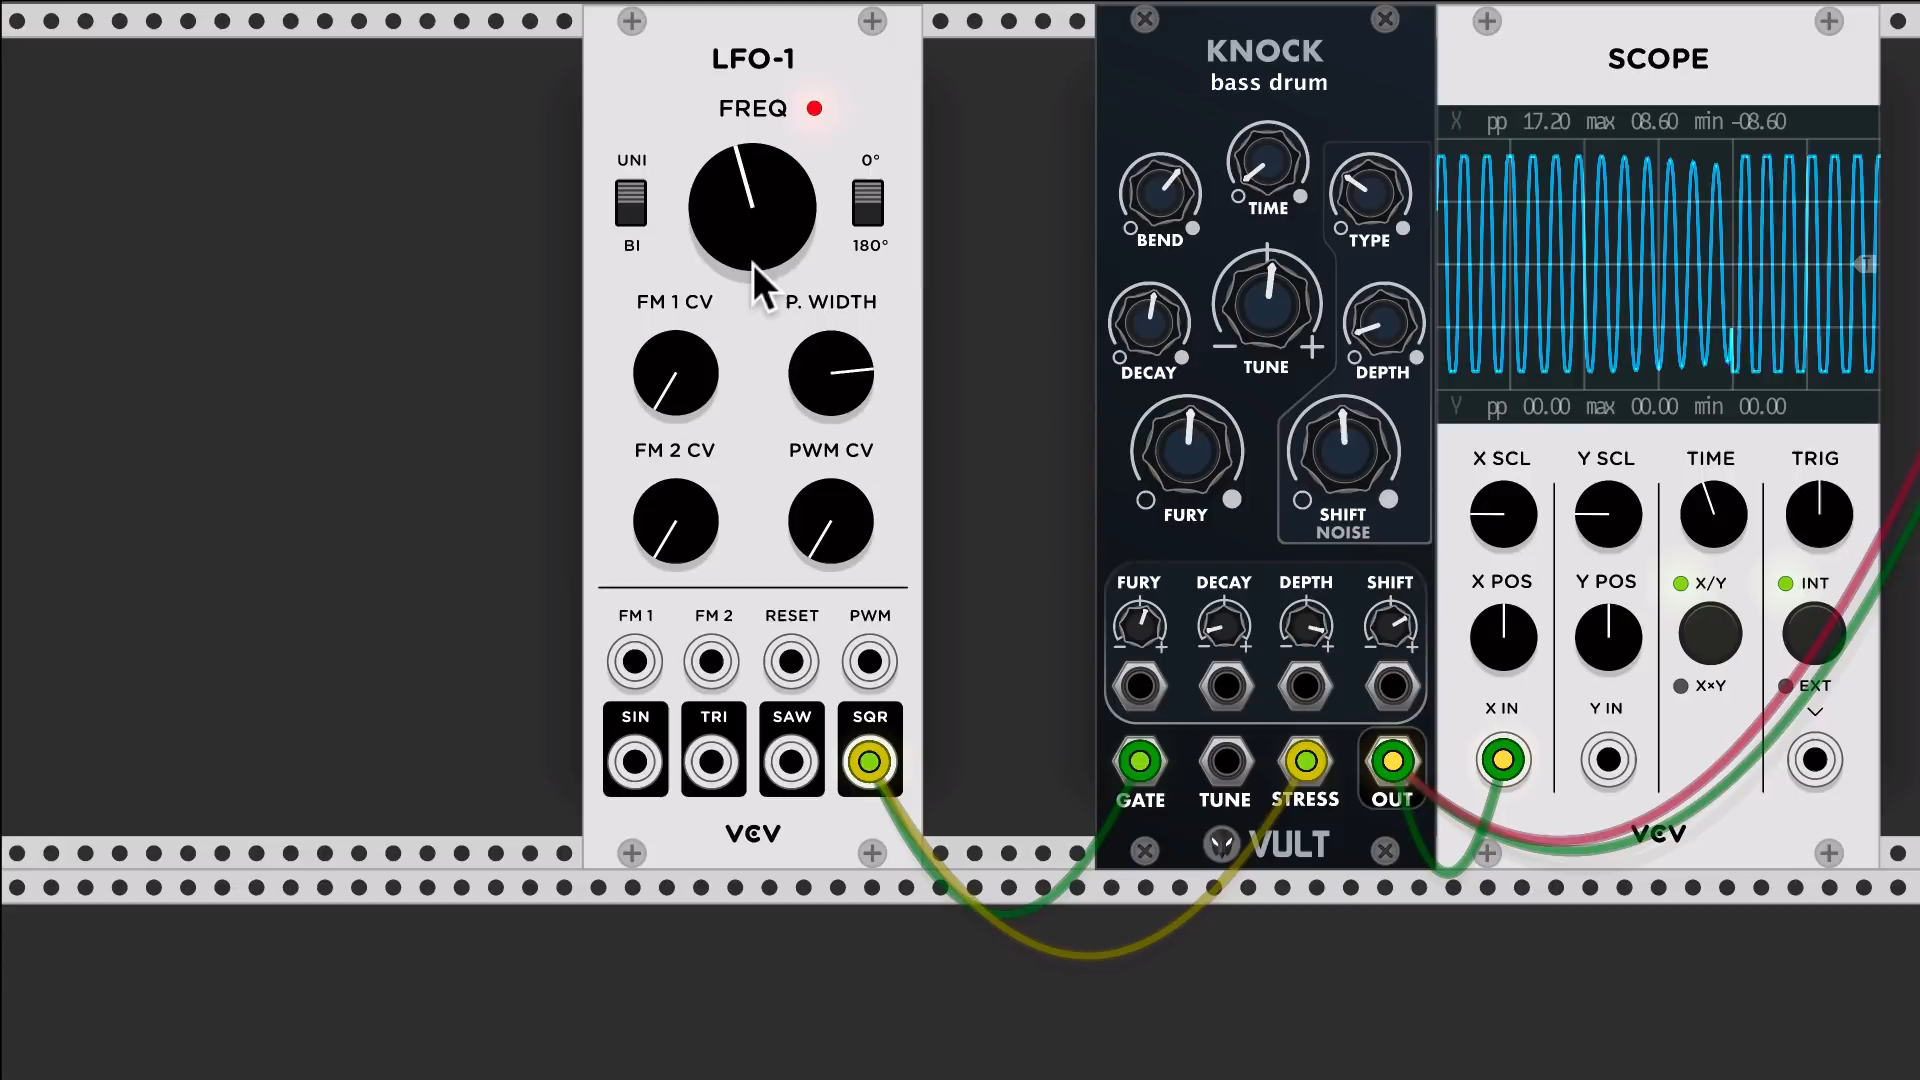 LFO-1
FREQ
UNI
0°
BI
180°
FM 1 CV
P. WIDTH
FM 2 CV
PWM CV
FM 1
FM 2
RESET
PWM
SIN
TRI
SAW
SQR
VCV
KNOCK
bass drum
TIME
BEND
TYPE
TUNE
DECAY
DEPTH
FURY
SHIFT
NOISE
FURY
DECAY
DEPTH
SHIFT
GATE
TUNE
STRESS
OUT
VULT
SCOPE
X pp 17.20 max 08.60 min -08.60
T
Y pp 00.00 max 00.00 min 00.00
X SCL
Y SCL
TIME
TRIG
X POS
Y POS
X/Y
INT
X×Y
EXT
X IN
Y IN
VCV